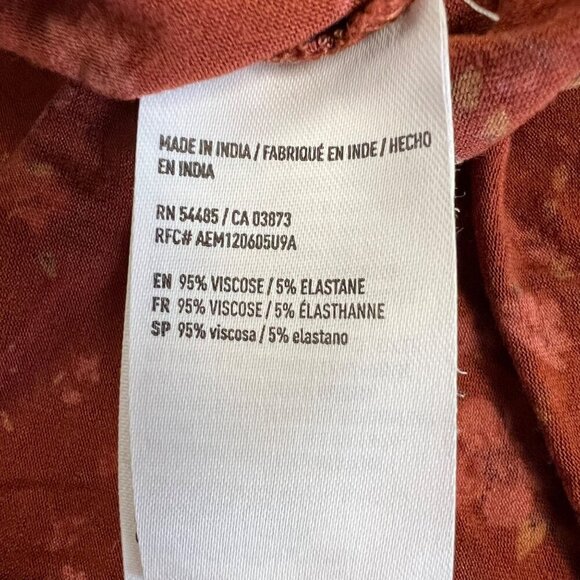 MADE IN INDIA / FABRIQUÉ EN INDE / HECHO
EN INDIA
RN 54485 / CA 03873
RFC# AEM120605U9A
EN 95% VISCOSE / 5% ELASTANE
FR 95% VISCOSE / 5% ÉLASTHANNE
SP 95% viscosa / 5% elastano